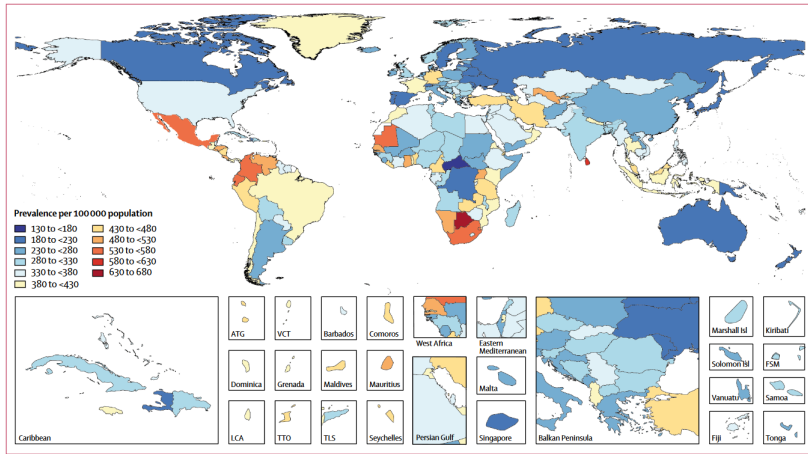 Prevalence per 100 000 population
130 to <180
180 to <230
230 to <280
280 to <330
330 to <380
380 to <430
430 to <480
480 to <530
530 to <580
580 to <630
630 to 680
Caribbean
ATG
VCT
Barbados
Comoros
West Africa
Eastern
Mediterranean
Marshall Isl
Kiribati
Dominica
Grenada
Maldives
Mauritius
Malta
Solomon Isl
FSM
Vanuatu
Samoa
LCA
TTO
TLS
Seychelles
Persian Gulf
Singapore
Balkan Peninsula
Fiji
Tonga